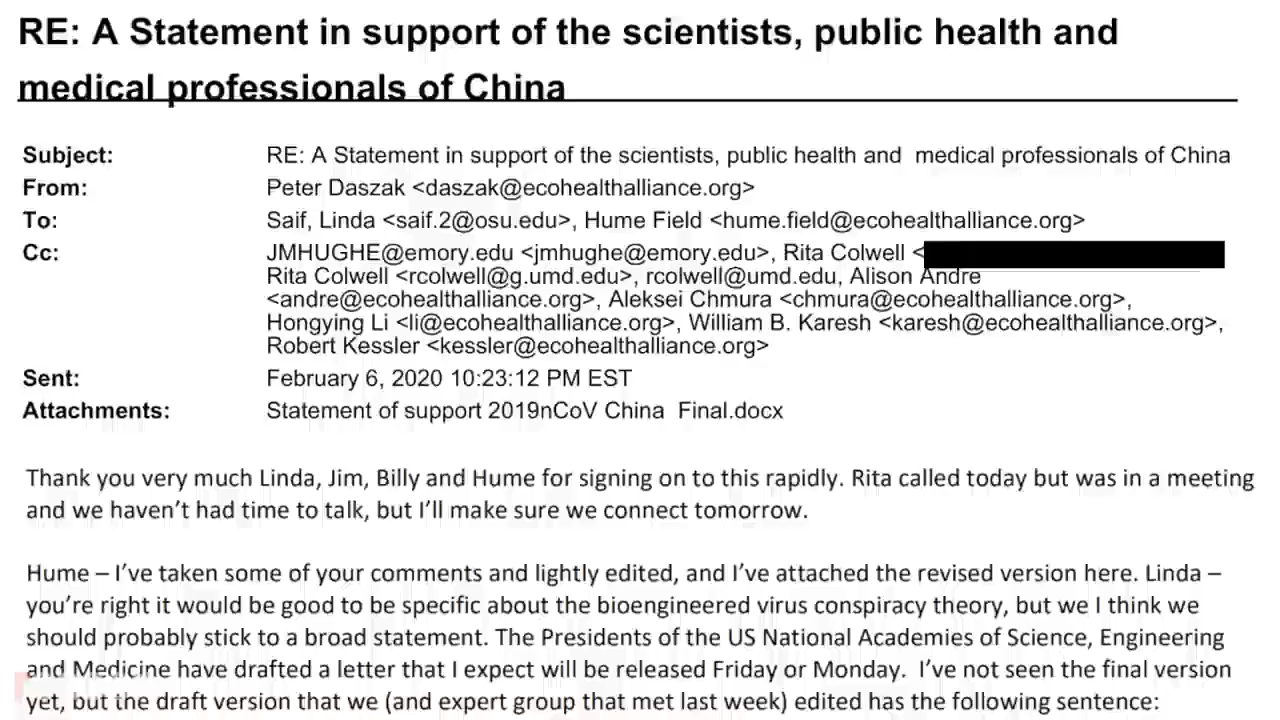 RE: A Statement in support of the scientists, public health and
medical professionals of China
Subject: RE: A Statement in support of the scientists, public health and  medical professionals of China
From: Peter Daszak <daszak@ecohealthalliance.org>
To: Saif, Linda <saif.2@osu.edu>, Hume Field <hume.field@ecohealthalliance.org>
Cc: JMHUGHE@emory.edu <jmhughe@emory.edu>, Rita Colwell <
Rita Colwell <rcolwell@g.umd.edu>, rcolwell@umd.edu, Alison Andre
<andre@ecohealthalliance.org>, Aleksei Chmura <chmura@ecohealthalliance.org>,
Hongying Li <li@ecohealthalliance.org>, William B. Karesh <karesh@ecohealthalliance.org>,
Robert Kessler <kessler@ecohealthalliance.org>
Sent: February 6, 2020 10:23:12 PM EST
Attachments: Statement of support 2019nCoV China  Final.docx
Thank you very much Linda, Jim, Billy and Hume for signing on to this rapidly. Rita called today but was in a meeting
and we haven't had time to talk, but I'll make sure we connect tomorrow.
Hume – I've taken some of your comments and lightly edited, and I've attached the revised version here. Linda –
you're right it would be good to be specific about the bioengineered virus conspiracy theory, but we I think we
should probably stick to a broad statement. The Presidents of the US National Academies of Science, Engineering
and Medicine have drafted a letter that I expect will be released Friday or Monday.  I've not seen the final version
yet, but the draft version that we (and expert group that met last week) edited has the following sentence: